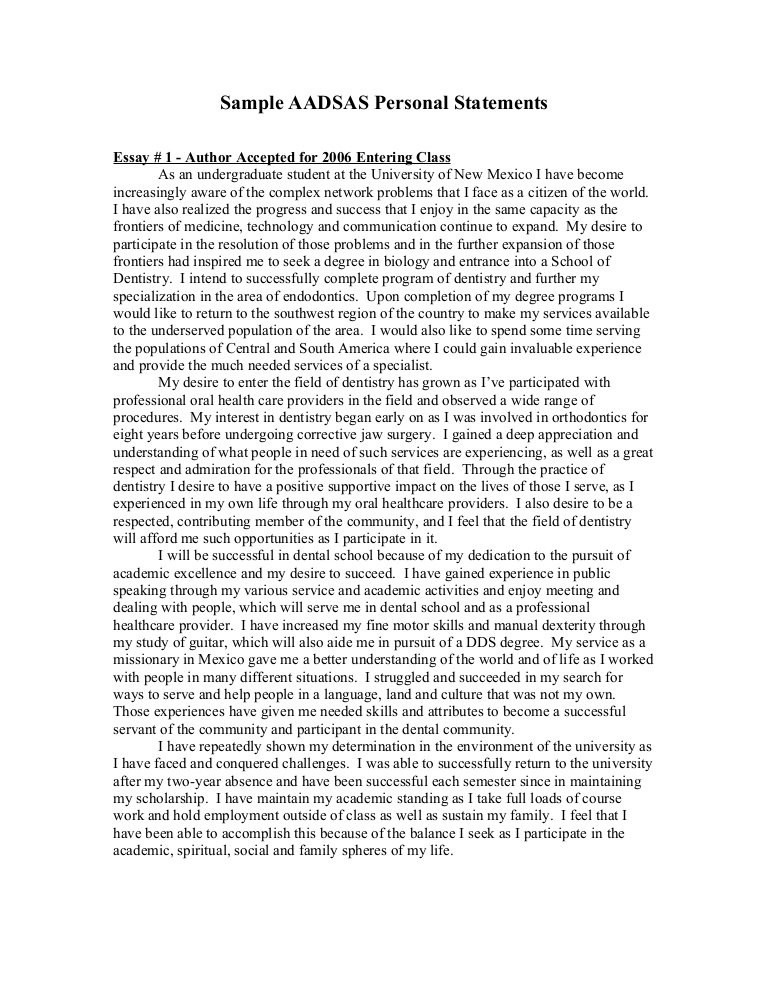 Sample AADSAS Personal Statements
Essay # 1 - Author Accepted for 2006 Entering Class
As an undergraduate student at the University of New Mexico I have become
increasingly aware of the complex network problems that I face as a citizen of the world.
I have also realized the progress and success that I enjoy in the same capacity as the
frontiers of medicine, technology and communication continue to expand.  My desire to
participate in the resolution of those problems and in the further expansion of those
frontiers had inspired me to seek a degree in biology and entrance into a School of
Dentistry.  I intend to successfully complete program of dentistry and further my
specialization in the area of endodontics.  Upon completion of my degree programs I
would like to return to the southwest region of the country to make my services available
to the underserved population of the area.  I would also like to spend some time serving
the populations of Central and South America where I could gain invaluable experience
and provide the much needed services of a specialist.
My desire to enter the field of dentistry has grown as I’ve participated with
professional oral health care providers in the field and observed a wide range of
procedures.  My interest in dentistry began early on as I was involved in orthodontics for
eight years before undergoing corrective jaw surgery.  I gained a deep appreciation and
understanding of what people in need of such services are experiencing, as well as a great
respect and admiration for the professionals of that field.  Through the practice of
dentistry I desire to have a positive supportive impact on the lives of those I serve, as I
experienced in my own life through my oral healthcare providers.  I also desire to be a
respected, contributing member of the community, and I feel that the field of dentistry
will afford me such opportunities as I participate in it.
I will be successful in dental school because of my dedication to the pursuit of
academic excellence and my desire to succeed.  I have gained experience in public
speaking through my various service and academic activities and enjoy meeting and
dealing with people, which will serve me in dental school and as a professional
healthcare provider.  I have increased my fine motor skills and manual dexterity through
my study of guitar, which will also aide me in pursuit of a DDS degree.  My service as a
missionary in Mexico gave me a better understanding of the world and of life as I worked
with people in many different situations.  I struggled and succeeded in my search for
ways to serve and help people in a language, land and culture that was not my own.
Those experiences have given me needed skills and attributes to become a successful
servant of the community and participant in the dental community.
I have repeatedly shown my determination in the environment of the university as
I have faced and conquered challenges.  I was able to successfully return to the university
after my two-year absence and have been successful each semester since in maintaining
my scholarship.  I have maintain my academic standing as I take full loads of course
work and hold employment outside of class as well as sustain my family.  I feel that I
have been able to accomplish this because of the balance I seek as I participate in the
academic, spiritual, social and family spheres of my life.